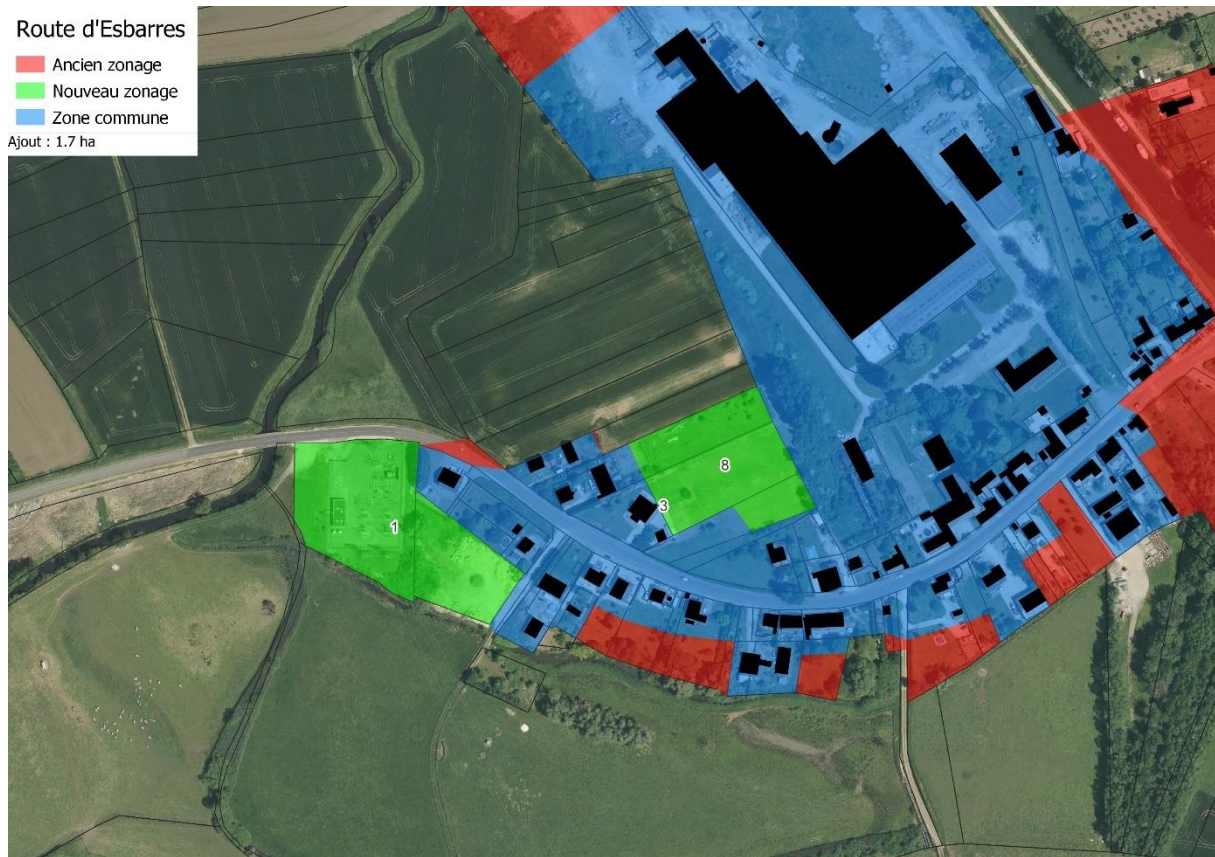 Route d'Esbarres
Ancien zonage
Nouveau zonage
Zone commune
Ajout : 1.7 ha
8
3
1